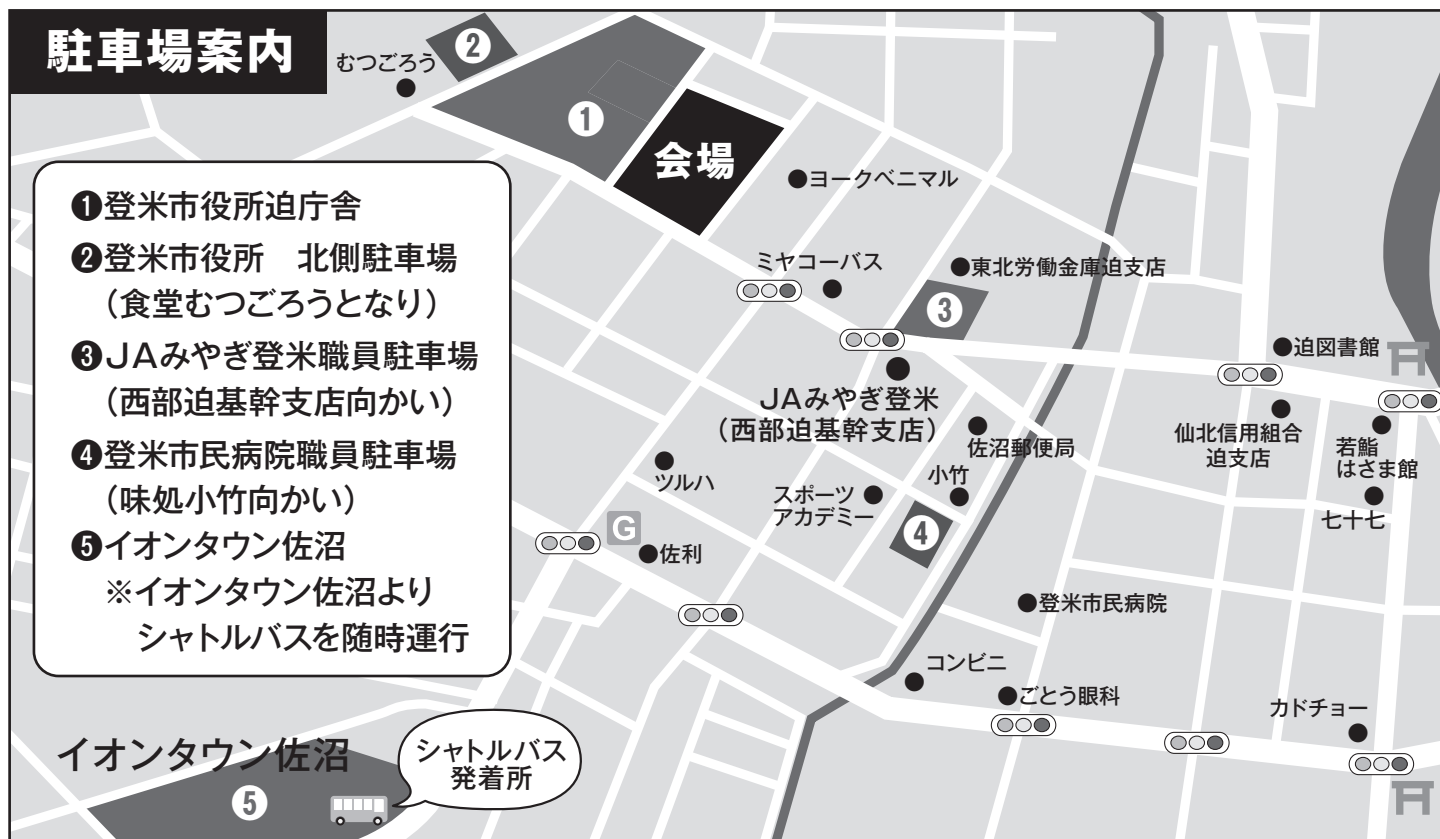 駐車場案内
むつごろう
②
①
会場
ヨークベニマル
❶登米市役所迫庁舎
❷登米市役所　北側駐車場
（食堂むつごろうとなり）
❸JAみやぎ登米職員駐車場
（西部迫基幹支店向かい）
❹登米市民病院職員駐車場
（味処小竹向かい）
❺イオンタウン佐沼
※イオンタウン佐沼より
シャトルバスを随時運行
ミヤコーバス
東北労働金庫迫支店
③
迫図書館
JAみやぎ登米
（西部迫基幹支店）
佐沼郵便局
仙北信用組合
迫支店
若鮨
はさま館
七十七
ツルハ
スポーツ
アカデミー
小竹
④
G
佐利
登米市民病院
コンビニ
ごとう眼科
カドチョー
イオンタウン佐沼
⑤
シャトルバス
発着所